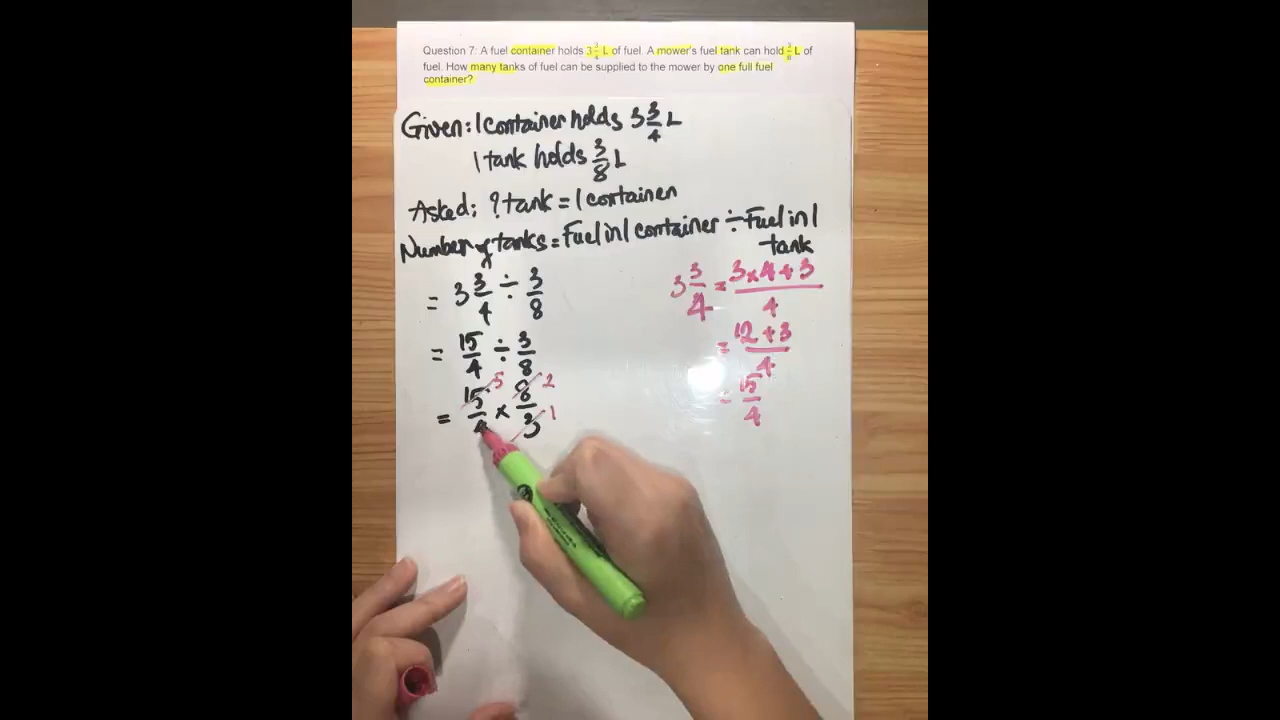 Question 7: A fuel container holds 3 3/4 L of fuel. A mower's fuel tank can hold 3/8 L of
fuel. How many tanks of fuel can be supplied to the mower by one full fuel
container?
Given: 1 container holds 3 3/4 L
1 tank holds 3/8 L
Asked: ? tank = 1 container
Number of tanks = Fuel in 1 container ÷ Fuel in 1
tank
= 3 3/4 ÷ 3/8
= 15/4 ÷ 3/8
= 15/4 × 8/3
5 2 1
3 3/4 = 3 × 4 + 3 / 4
= 12 + 3 / 4
= 15/4